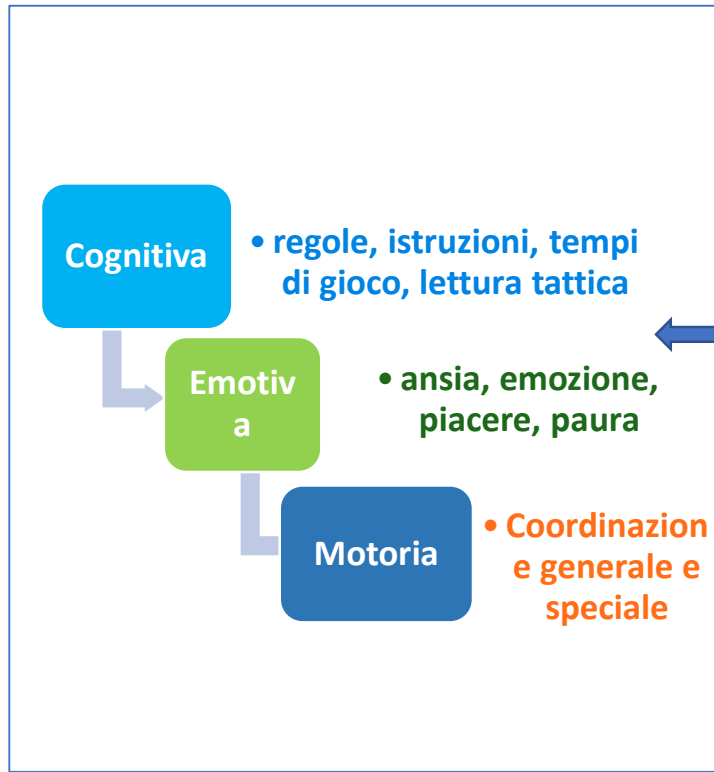 Cognitiva
• regole, istruzioni, tempi
di gioco, lettura tattica
Emotiv
a
• ansia, emozione,
piacere, paura
Motoria
• Coordinazion
e generale e
speciale